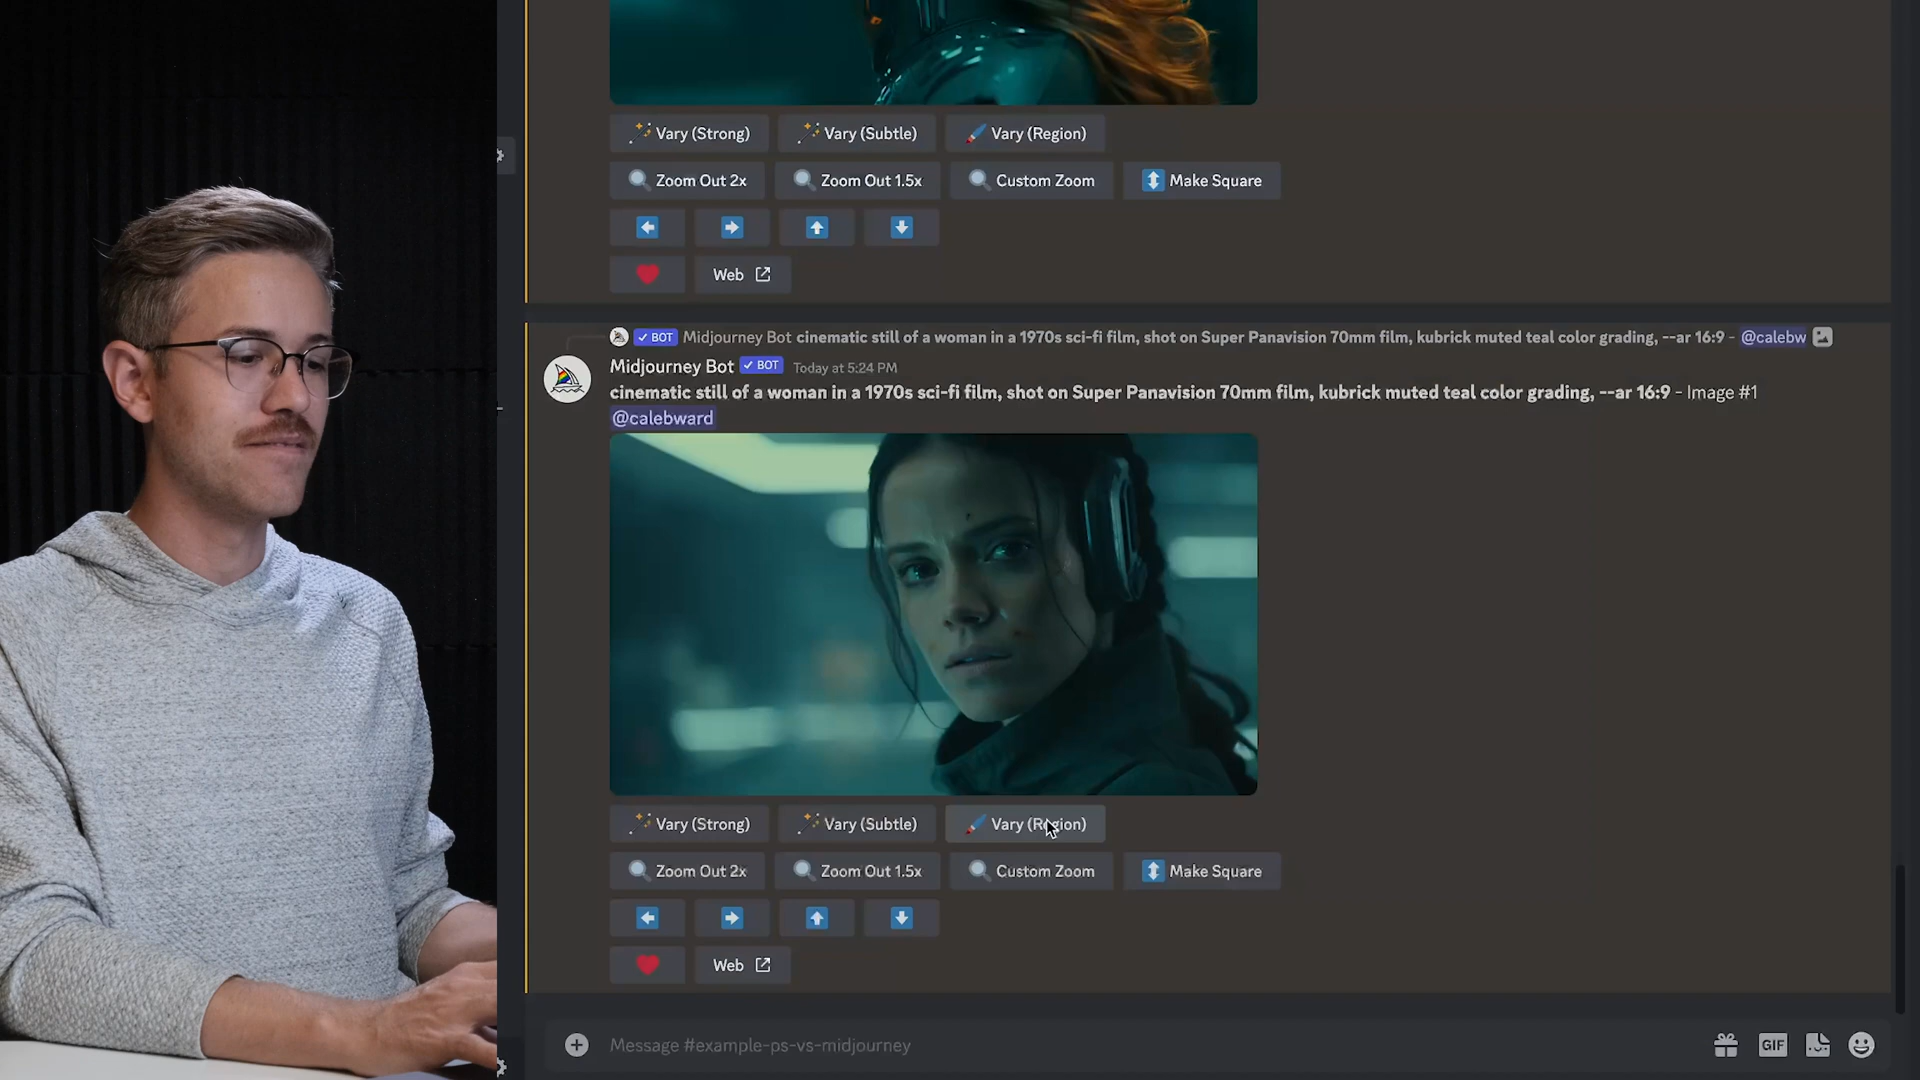 Vary (Strong) Vary (Subtle) Vary (Region)
Zoom Out 2x Zoom Out 1.5x Custom Zoom Make Square
Web
BOT Midjourney Bot cinematic still of a woman in a 1970s sci-fi film, shot on Super Panavision 70mm film, kubrick muted teal color grading, --ar 16:9 - @calebw
Midjourney Bot BOT Today at 5:24 PM
cinematic still of a woman in a 1970s sci-fi film, shot on Super Panavision 70mm film, kubrick muted teal color grading, --ar 16:9 - Image #1
@calebward
Vary (Strong) Vary (Subtle) Vary (Region)
Zoom Out 2x Zoom Out 1.5x Custom Zoom Make Square
Web
Message #example-ps-vs-midjourney GIF